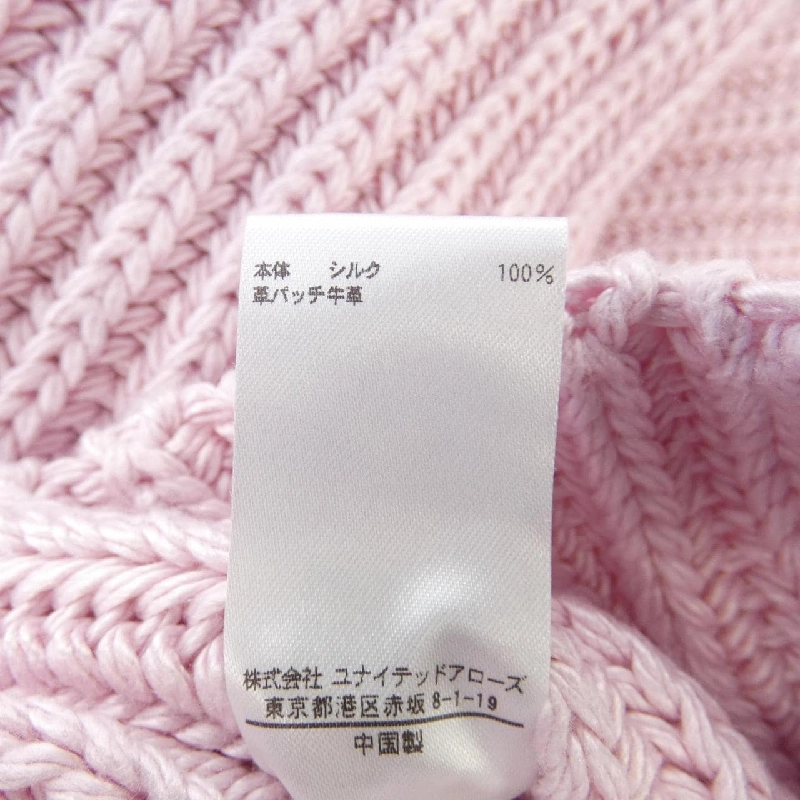 本体 シルク 100%
革パッチ牛革
株式会社 ユナイテッドアローズ
東京都港区赤坂8-1-19
中国製